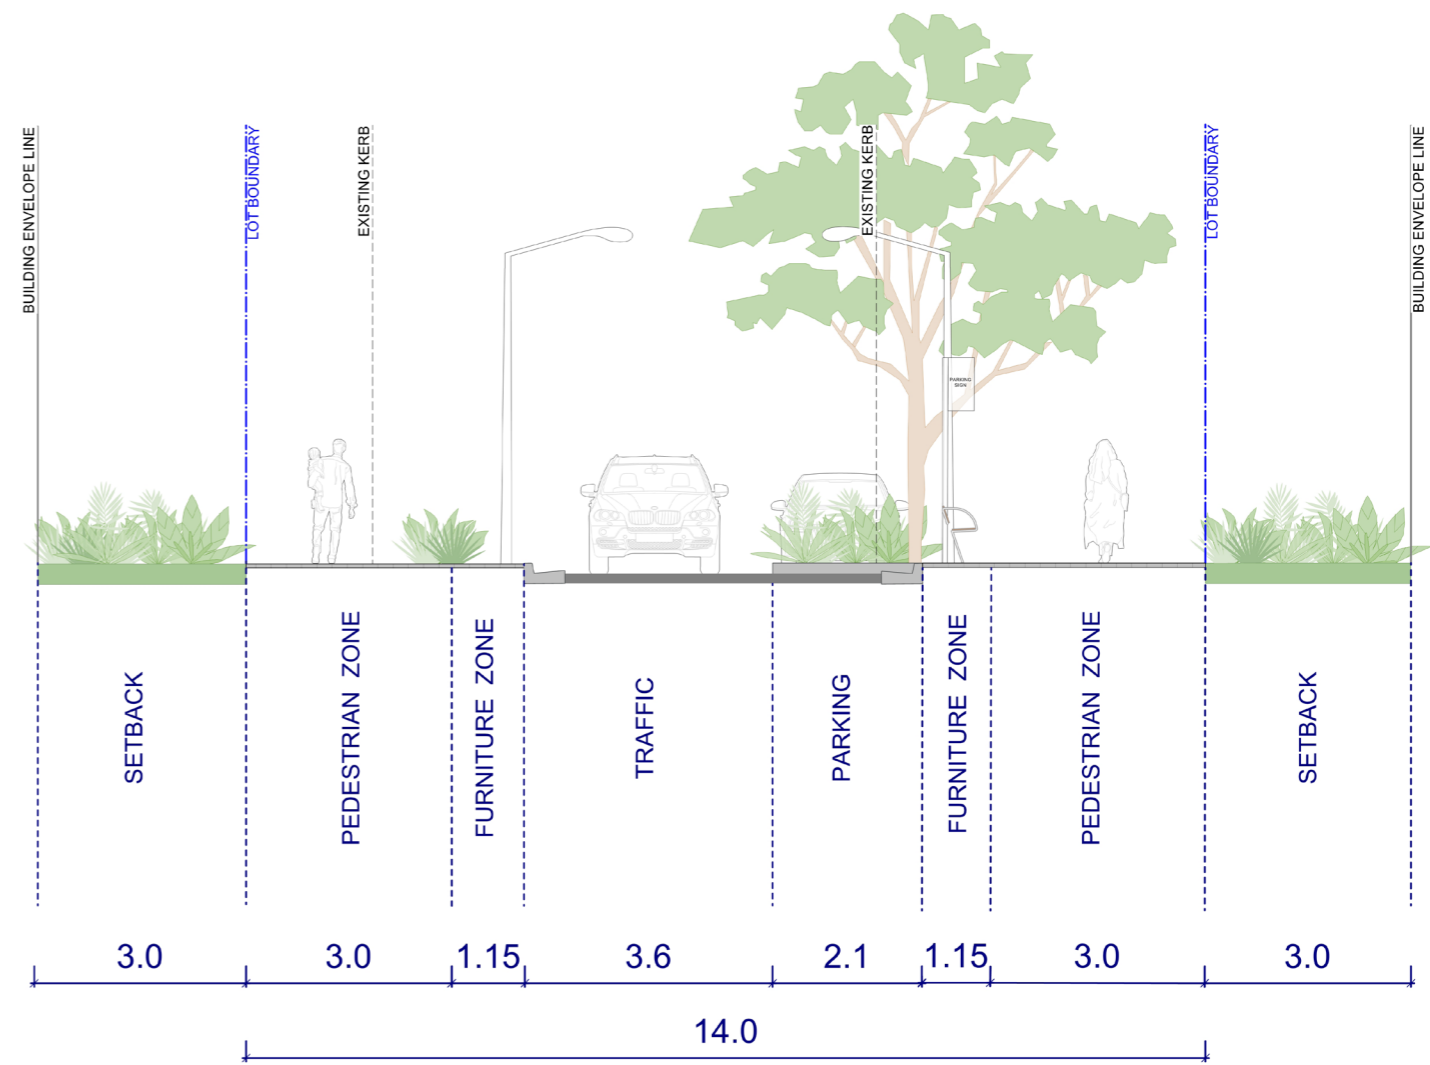 BUILDING ENVELOPE LINE
LOT BOUNDARY
EXISTING KERB
EXISTING KERB
LOT BOUNDARY
BUILDING ENVELOPE LINE
PARKING
SIGN
SETBACK
PEDESTRIAN ZONE
FURNITURE ZONE
TRAFFIC
PARKING
FURNITURE ZONE
PEDESTRIAN ZONE
SETBACK
3.0
3.0
1.15
3.6
2.1
1.15
3.0
3.0
14.0